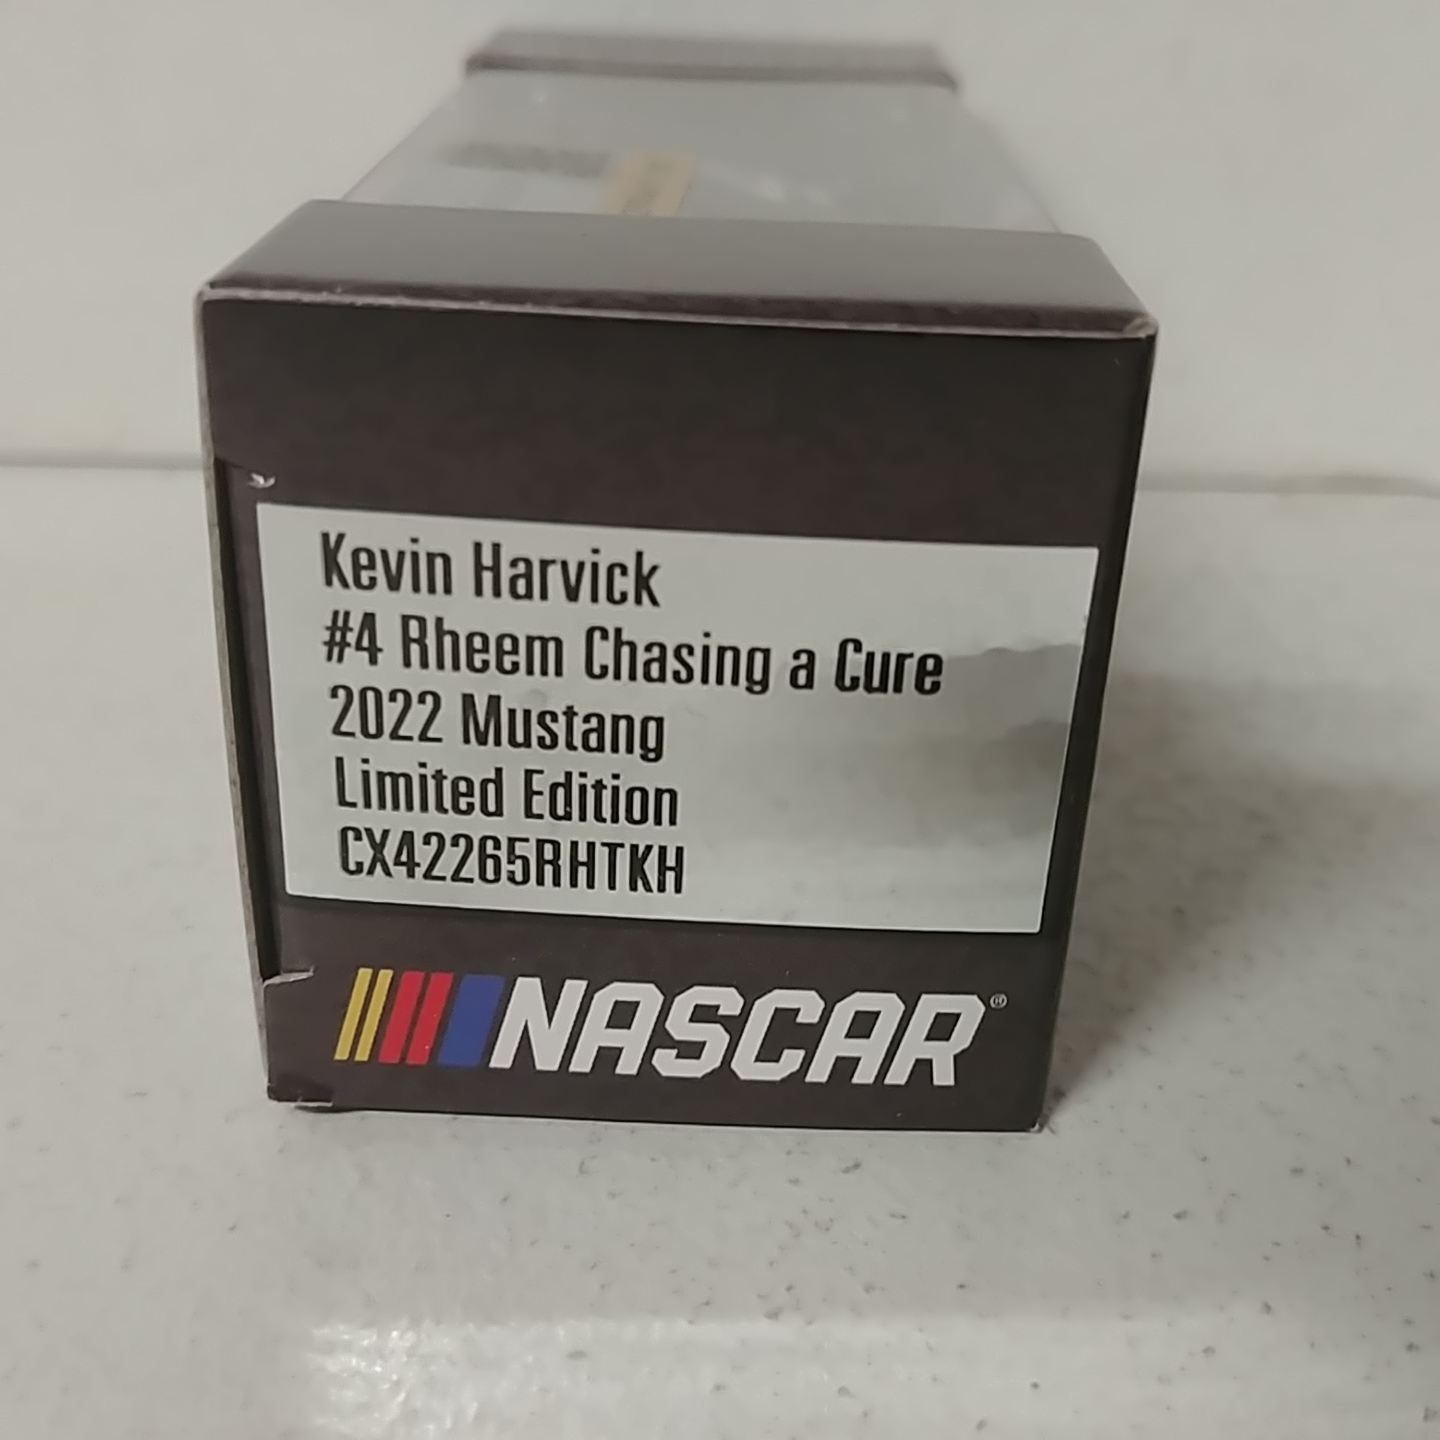 Kevin Harvick
#4 Rheem Chasing a Cure
2022 Mustang
Limited Edition
CX42265RHTKH
NASCAR®